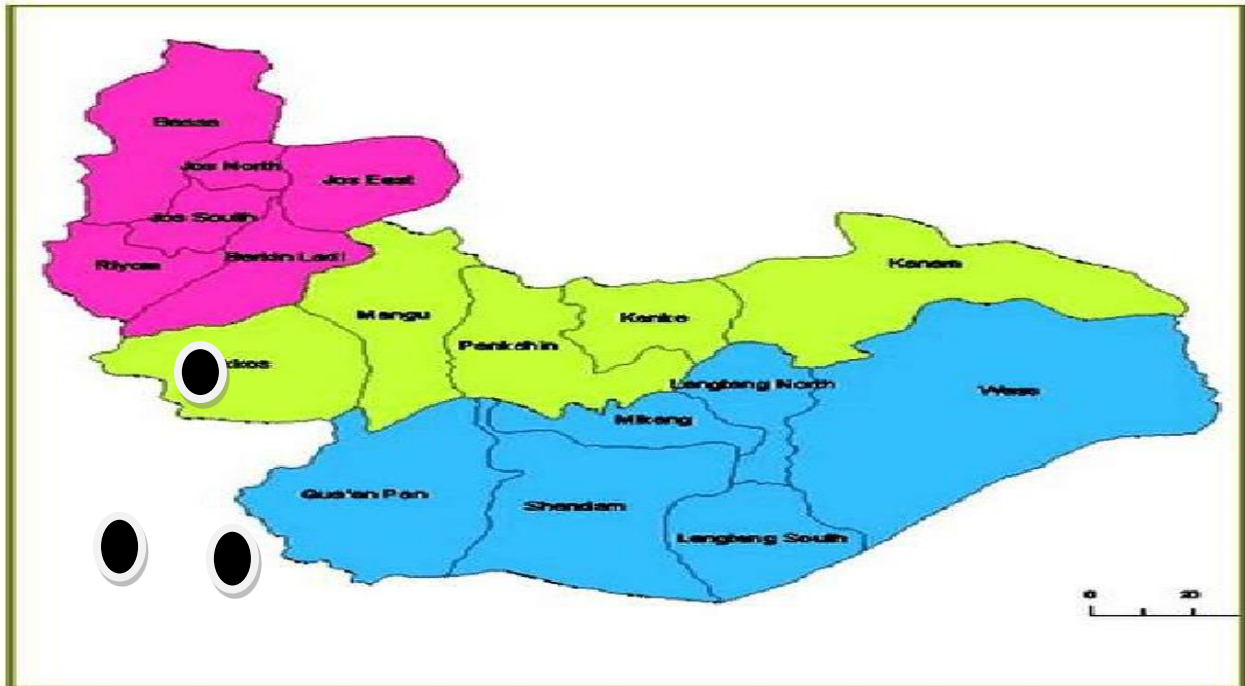 Bassa
Jos North
Jos East
Jos South
Riyom
Barkin Ladi
Kanam
Mangu
Kanke
Pankshin
kkos
Langtang North
Wase
Mikang
Qua'an Pan
Shendam
Langtang South
0 20